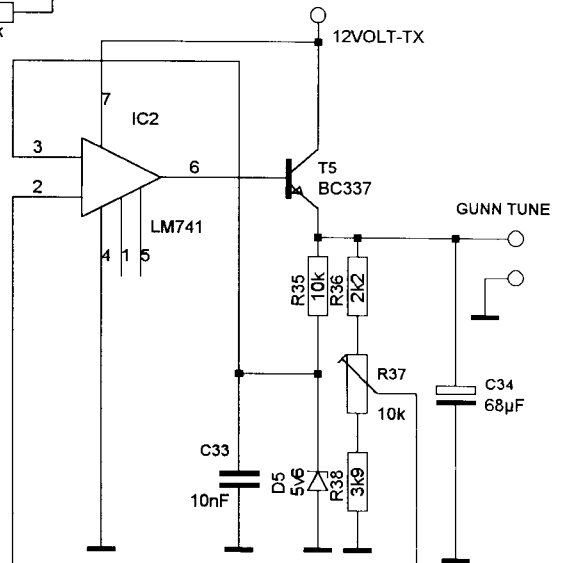 12VOLT-TX
7
IC2
3
6
T5
BC337
2
LM741
GUNN TUNE
4
1
5
R35
10k
R36
2k2
R37
10k
C34
68µF
C33
10nF
D5
5v6
R38
3k9